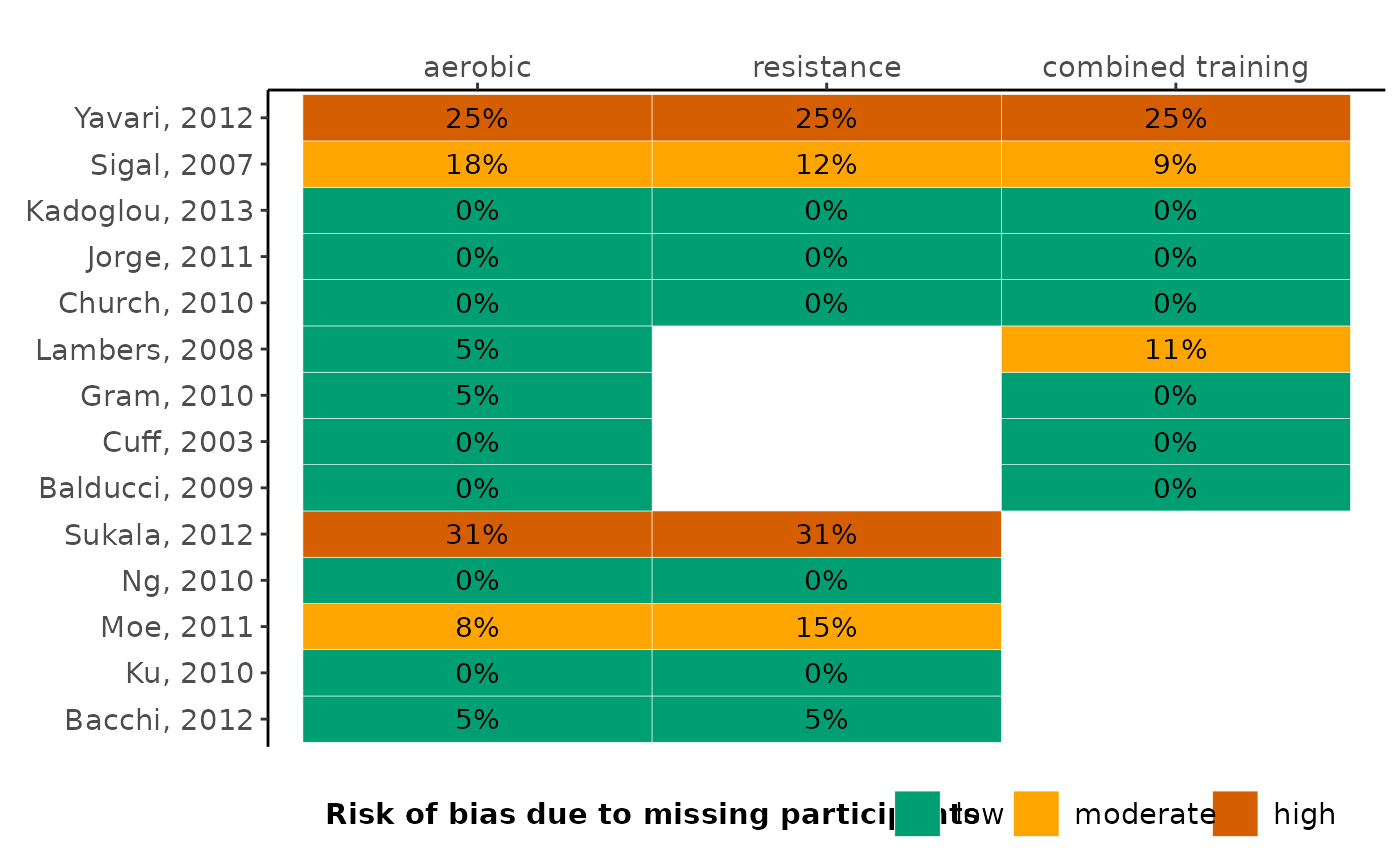 aerobic resistance combined training
Yavari, 2012 25% 25% 25%
Sigal, 2007 18% 12% 9%
Kadoglou, 2013 0% 0% 0%
Jorge, 2011 0% 0% 0%
Church, 2010 0% 0% 0%
Lambers, 2008 5% 11%
Gram, 2010 5% 0%
Cuff, 2003 0% 0%
Balducci, 2009 0% 0%
Sukala, 2012 31% 31%
Ng, 2010 0% 0%
Moe, 2011 8% 15%
Ku, 2010 0% 0%
Bacchi, 2012 5% 5%
Risk of bias due to missing participants low moderate high